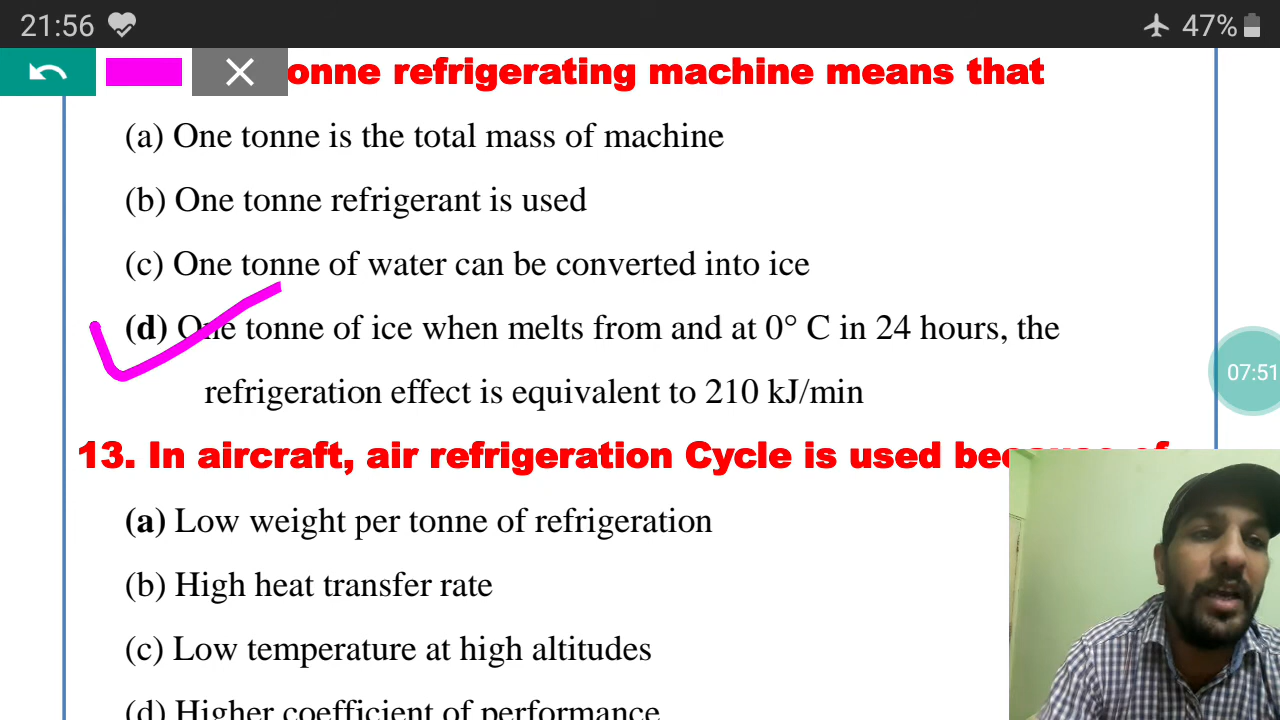 21:56
47%
onne refrigerating machine means that
(a) One tonne is the total mass of machine
(b) One tonne refrigerant is used
(c) One tonne of water can be converted into ice
(d) One tonne of ice when melts from and at 0° C in 24 hours, the
refrigeration effect is equivalent to 210 kJ/min
07:51
13. In aircraft, air refrigeration Cycle is used because of
(a) Low weight per tonne of refrigeration
(b) High heat transfer rate
(c) Low temperature at high altitudes
(d) Higher coefficient of performance